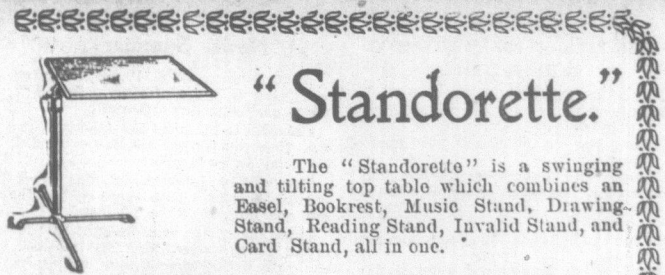 "Standorette."
The "Standorette" is a swinging
and tilting top table which combines an
Easel, Bookrest, Music Stand, Drawing-
Stand, Reading Stand, Invalid Stand, and
Card Stand, all in one.